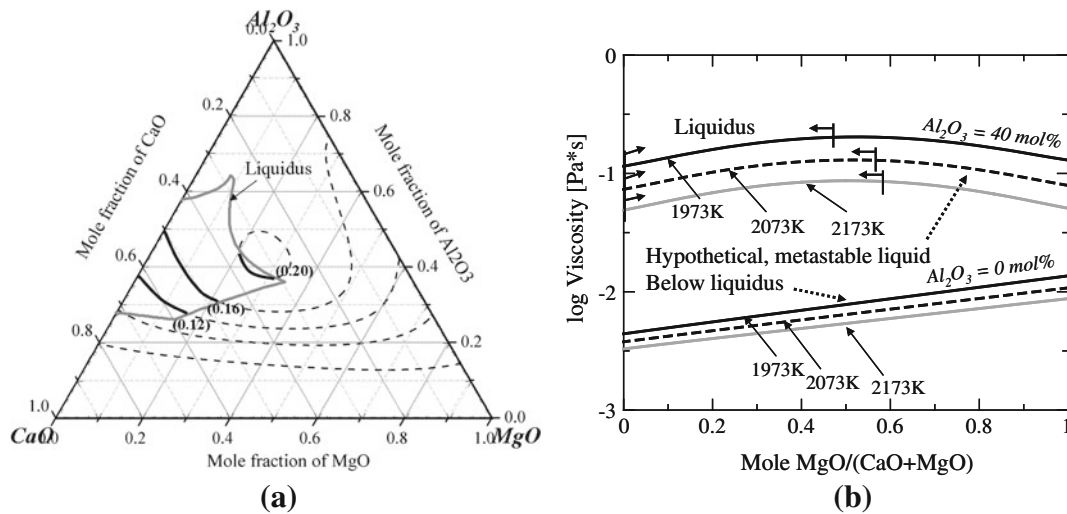 Al₂O₃
0.0
1.0
0.2
0.8
Mole fraction of CaO
Mole fraction of Al2O3
Liquidus
0.4
0.6
0.6
0.4
(0.20)
(0.16)
(0.12)
0.8
0.2
1.0
0.0
CaO
0.0
0.2
0.4
0.6
0.8
1.0
MgO
Mole fraction of MgO
(a)
log Viscosity [Pa*s]
0
-1
-2
-3
Liquidus
Al₂O₃ = 40 mol%
1973K
2073K
2173K
Hypothetical, metastable liquid
Below liquidus
Al₂O₃ = 0 mol%
1973K
2073K
2173K
0
0.2
0.4
0.6
0.8
1
Mole MgO/(CaO+MgO)
(b)